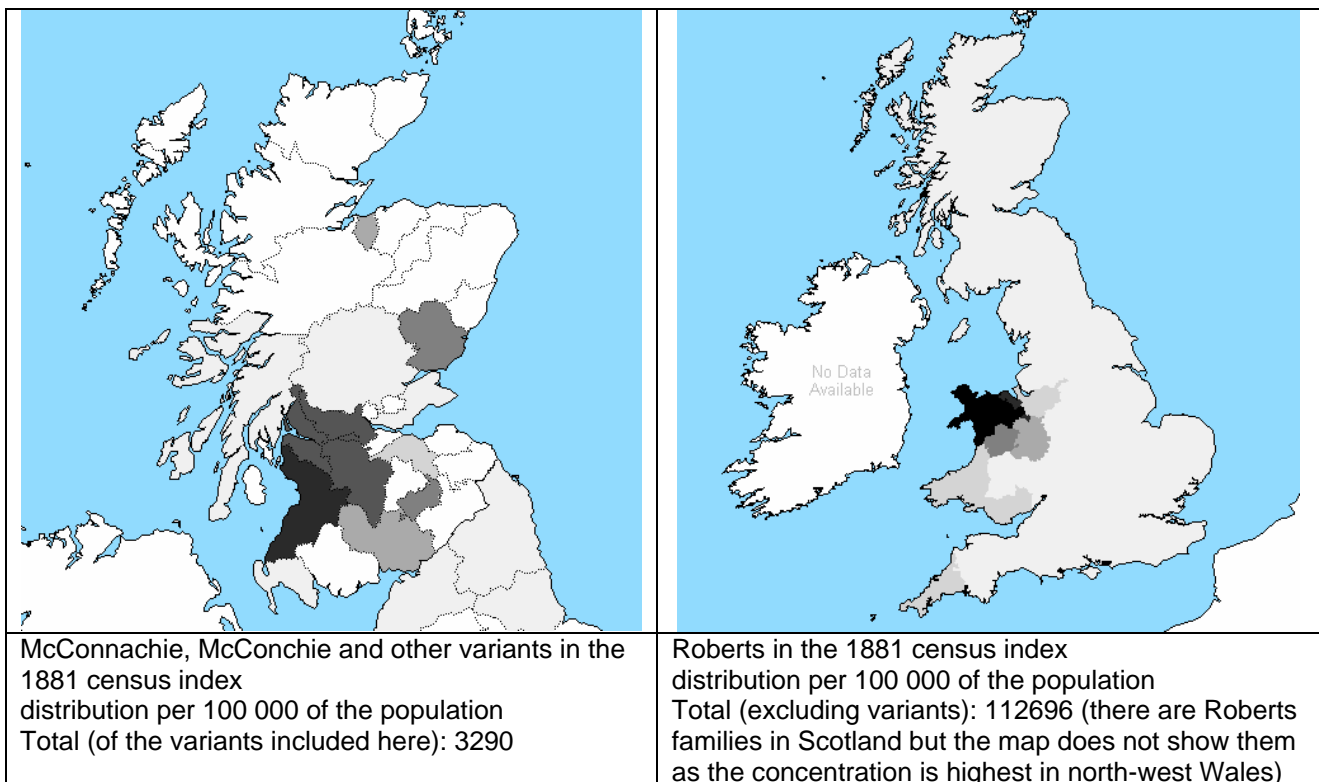 No Data
Available
McConnachie, McConchie and other variants in the
1881 census index
distribution per 100 000 of the population
Total (of the variants included here): 3290
Roberts in the 1881 census index
distribution per 100 000 of the population
Total (excluding variants): 112696 (there are Roberts
families in Scotland but the map does not show them
as the concentration is highest in north-west Wales)